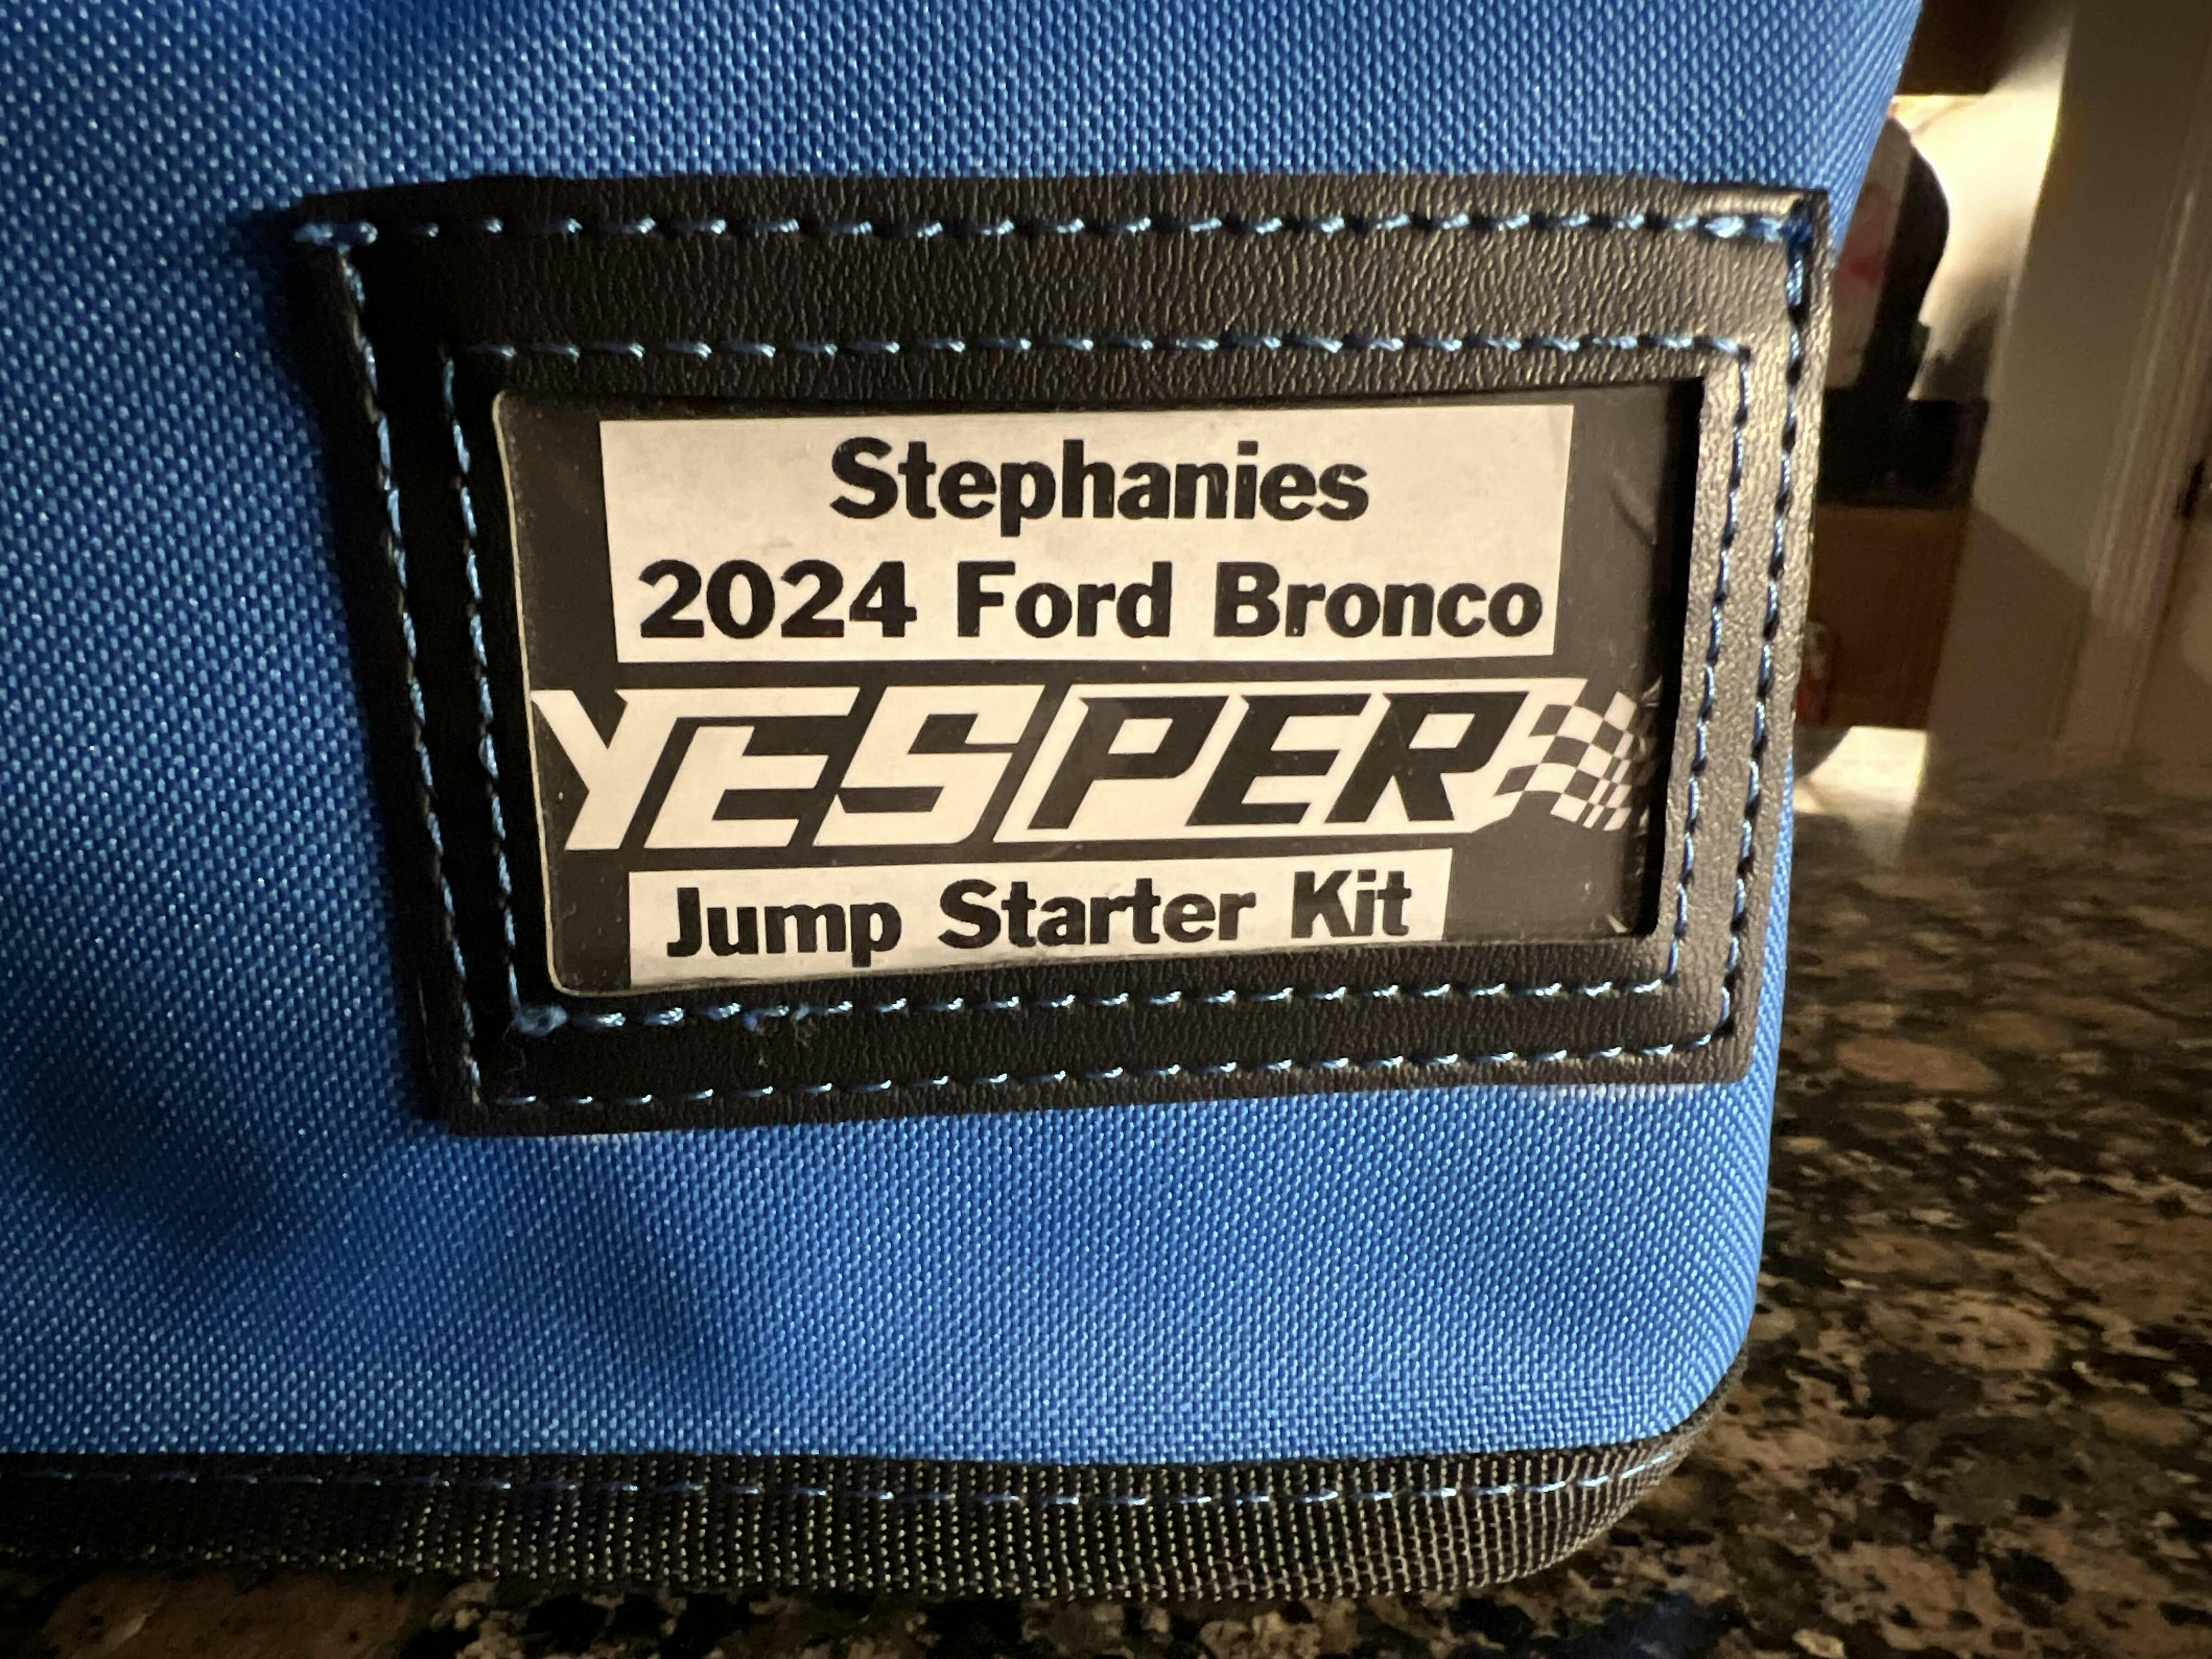 Stephanies
2024 Ford Bronco
YESPER
Jump Starter Kit